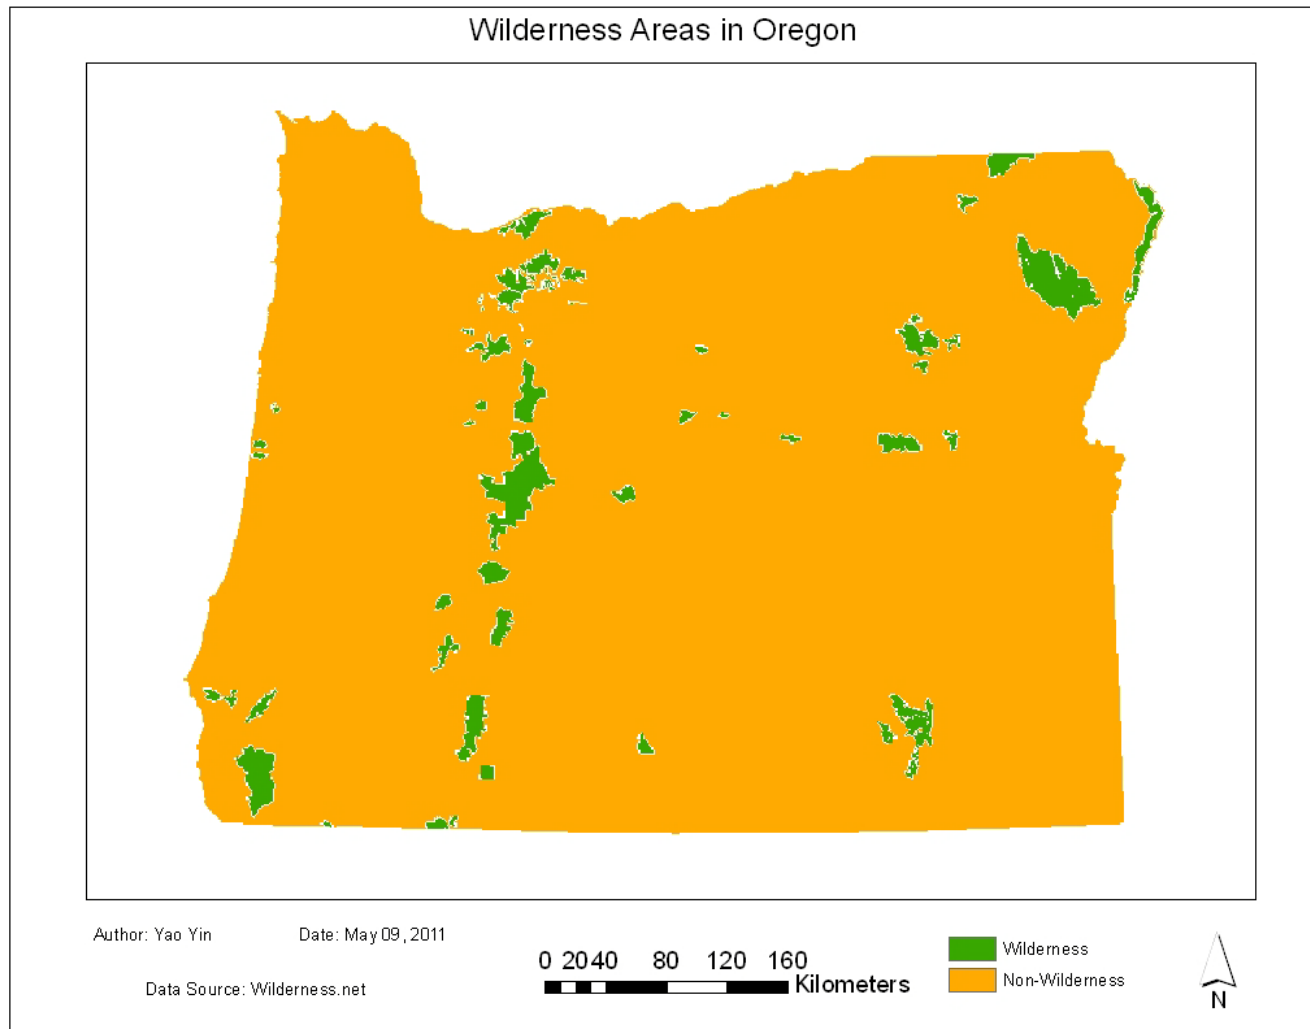 Wilderness Areas in Oregon
Author: Yao Yin
Date: May 09, 2011
Data Source: Wilderness.net
0 20 40 80 120 160
Kilometers
Wilderness
Non-Wilderness
N